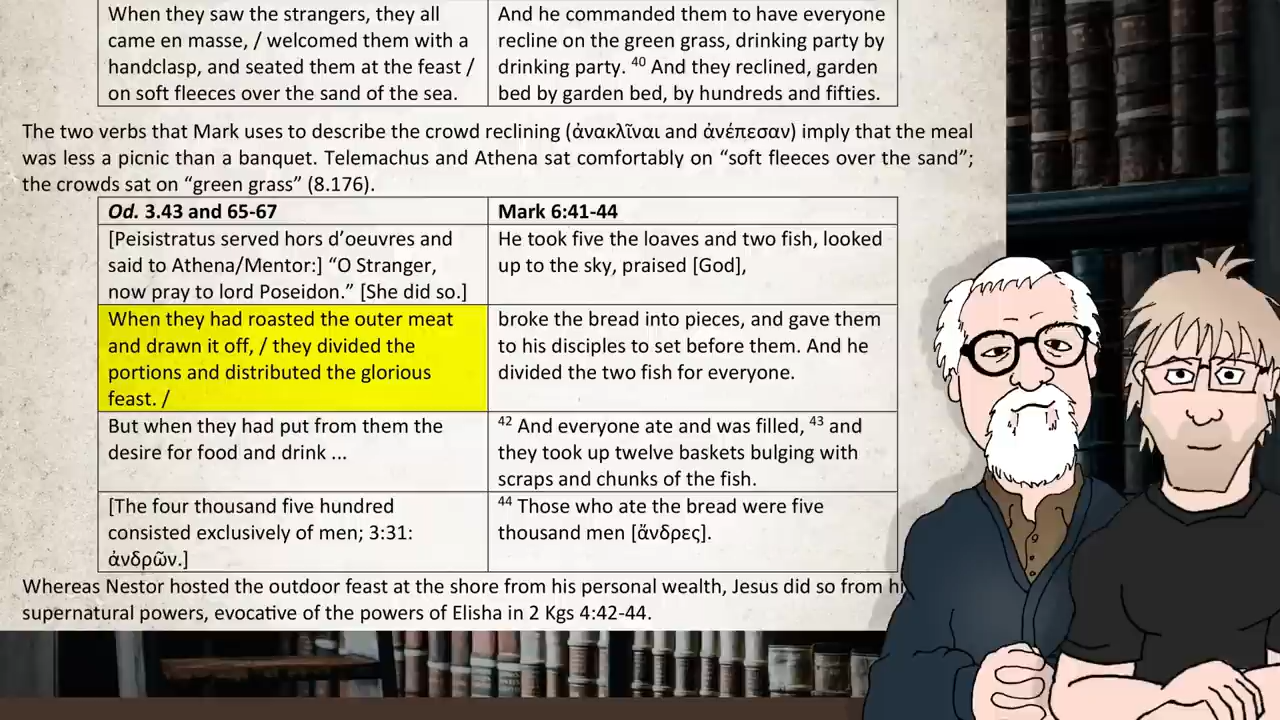 When they saw the strangers, they all
came en masse, / welcomed them with a
handclasp, and seated them at the feast /
on soft fleeces over the sand of the sea.
And he commanded them to have everyone
recline on the green grass, drinking party by
drinking party. ⁴⁰ And they reclined, garden
bed by garden bed, by hundreds and fifties.
The two verbs that Mark uses to describe the crowd reclining (ἀνακλῖναι and ἀνέπεσαν) imply that the meal
was less a picnic than a banquet. Telemachus and Athena sat comfortably on “soft fleeces over the sand”;
the crowds sat on “green grass” (8.176).
Od. 3.43 and 65-67
Mark 6:41-44
[Peisistratus served hors d’oeuvres and
said to Athena/Mentor:] “O Stranger,
now pray to lord Poseidon.” [She did so.]
He took five the loaves and two fish, looked
up to the sky, praised [God],
When they had roasted the outer meat
and drawn it off, / they divided the
portions and distributed the glorious
feast. /
broke the bread into pieces, and gave them
to his disciples to set before them. And he
divided the two fish for everyone.
But when they had put from them the
desire for food and drink ...
⁴² And everyone ate and was filled, ⁴³ and
they took up twelve baskets bulging with
scraps and chunks of the fish.
[The four thousand five hundred
consisted exclusively of men; 3:31:
ἀνδρῶν.]
⁴⁴ Those who ate the bread were five
thousand men [ἄνδρες].
Whereas Nestor hosted the outdoor feast at the shore from his personal wealth, Jesus did so from
supernatural powers, evocative of the powers of Elisha in 2 Kgs 4:42-44.